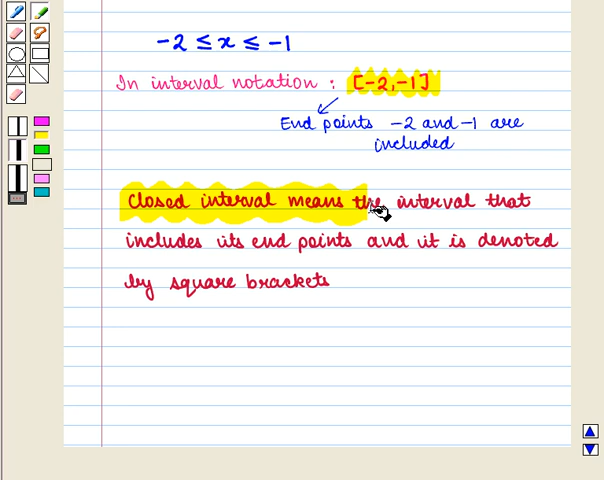 -2 ≤ x ≤ -1
In interval notation : [-2,-1]
End points -2 and -1 are
included
Closed interval means the interval that
includes its end points and it is denoted
by square brackets